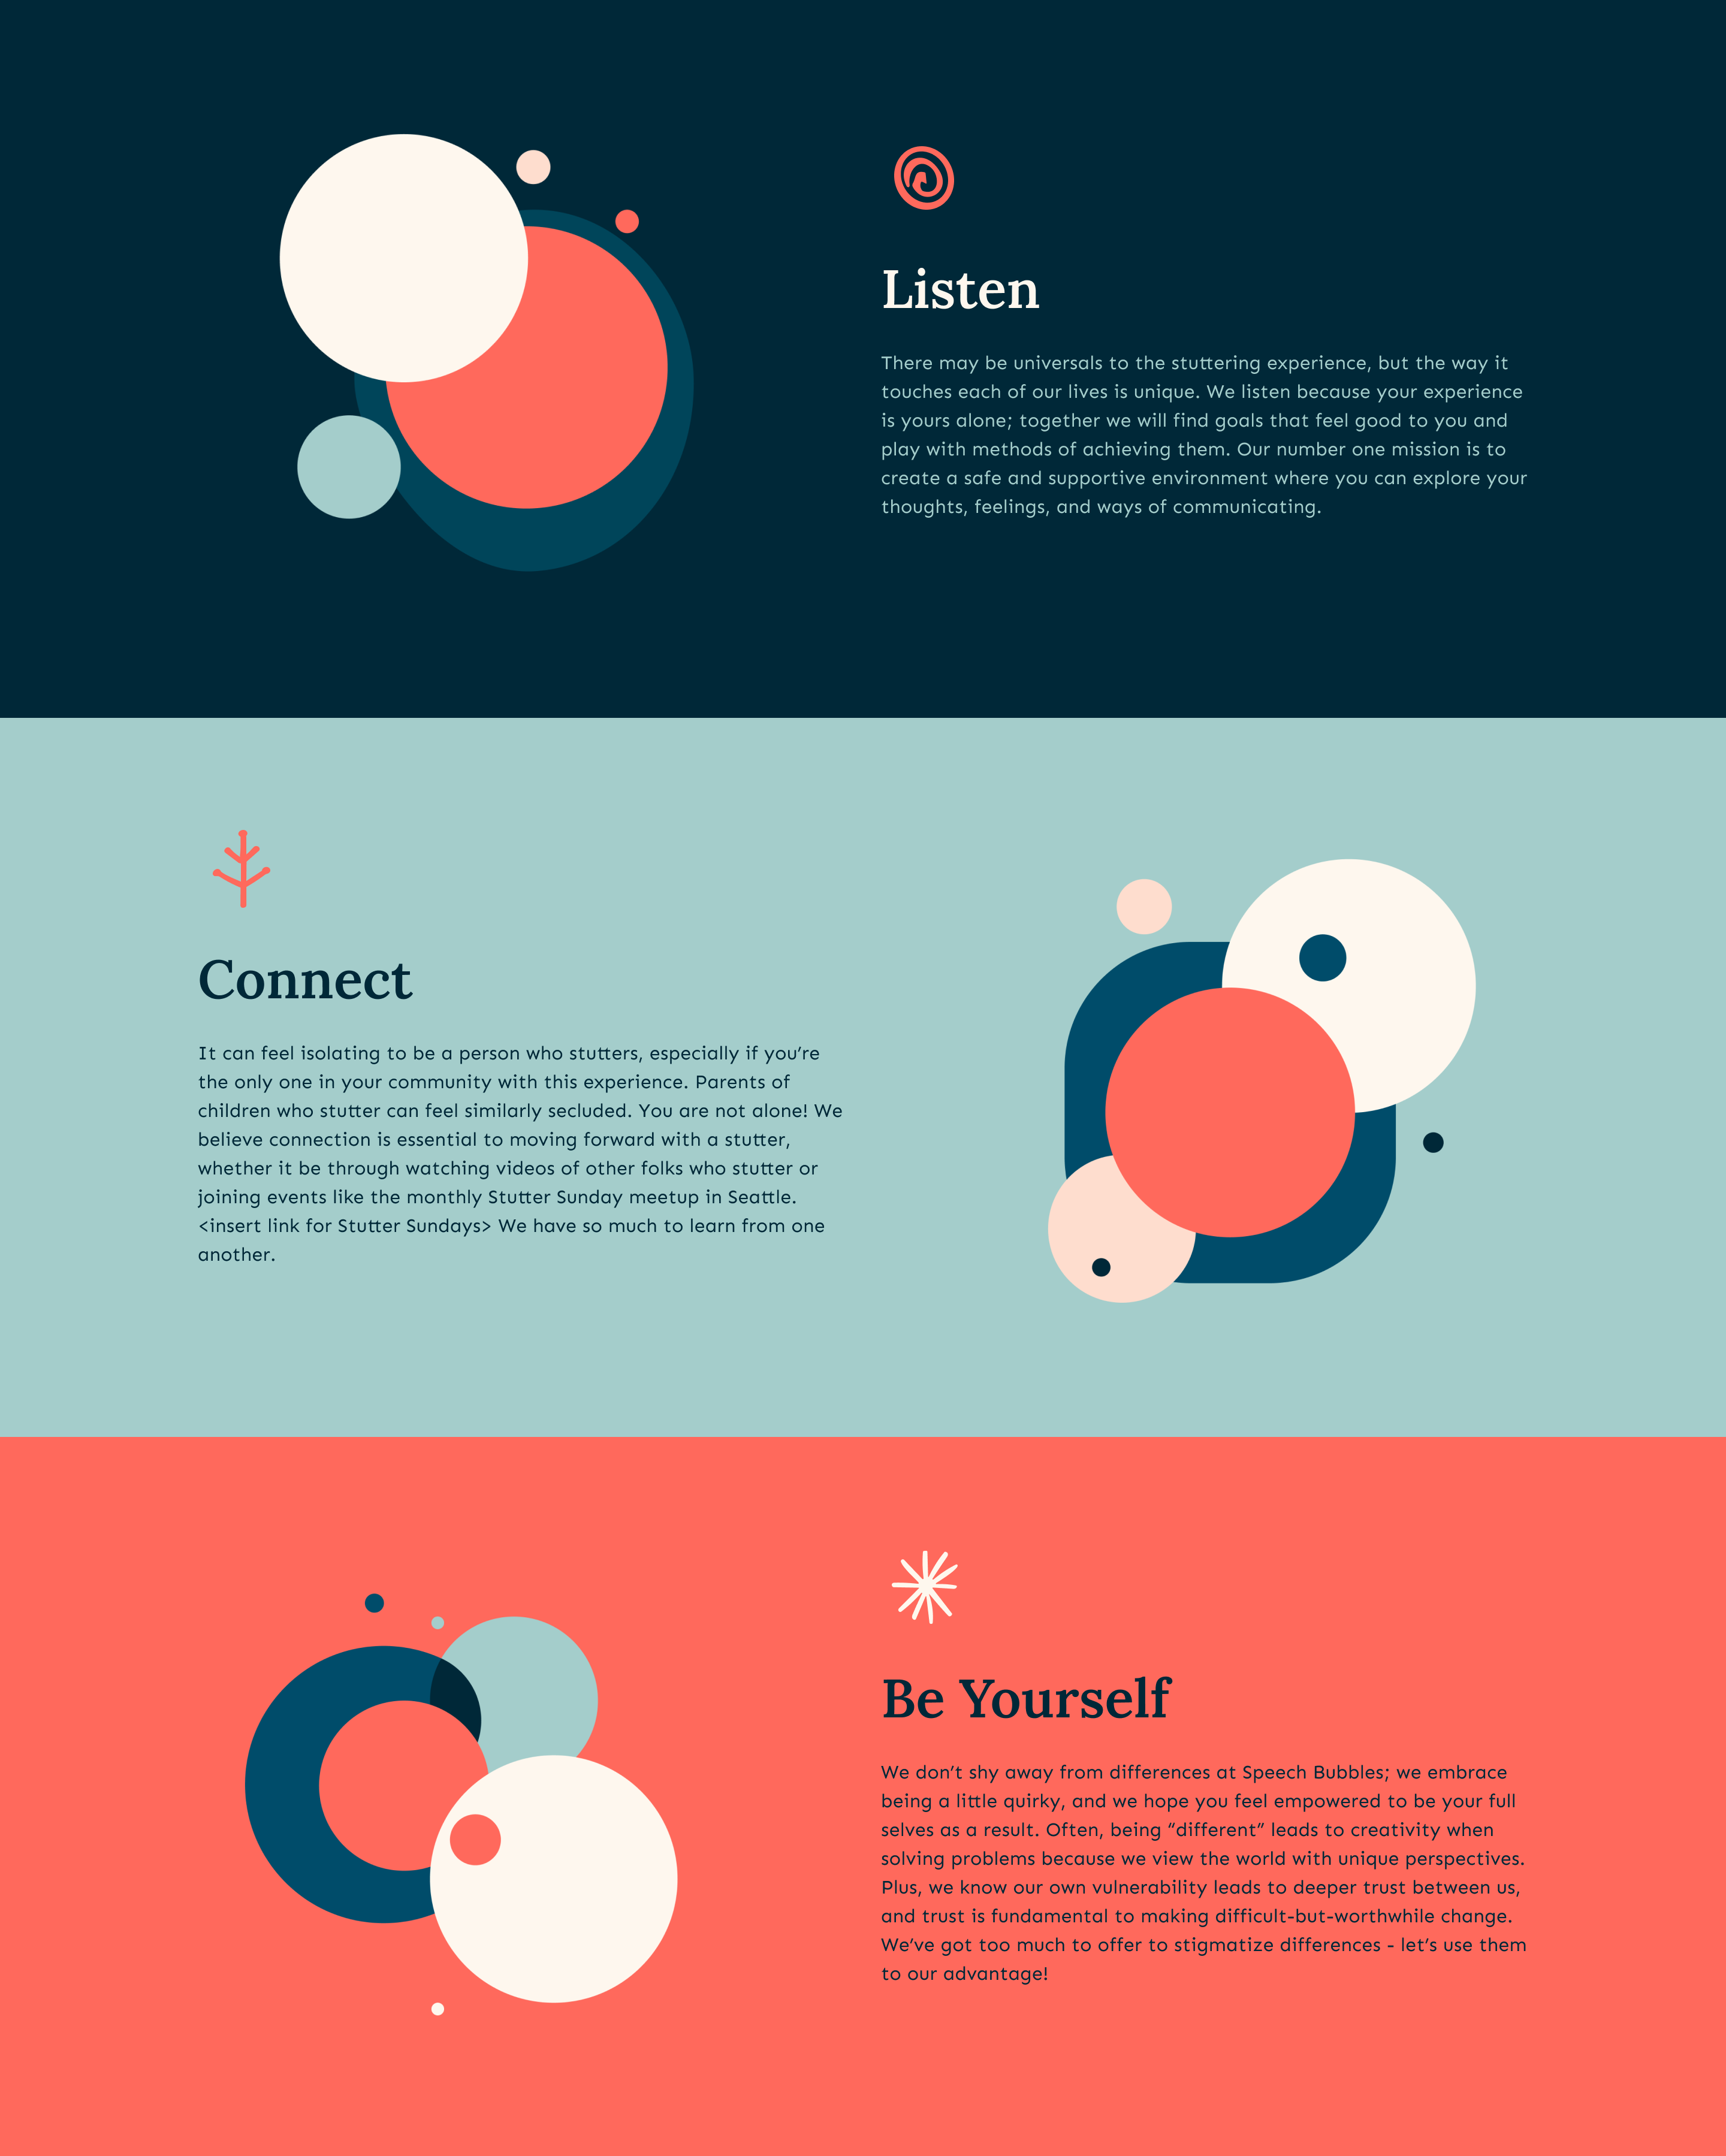 Listen
There may be universals to the stuttering experience, but the way it
touches each of our lives is unique. We listen because your experience
is yours alone; together we will find goals that feel good to you and
play with methods of achieving them. Our number one mission is to
create a safe and supportive environment where you can explore your
thoughts, feelings, and ways of communicating.
Connect
It can feel isolating to be a person who stutters, especially if you’re
the only one in your community with this experience. Parents of
children who stutter can feel similarly secluded. You are not alone! We
believe connection is essential to moving forward with a stutter,
whether it be through watching videos of other folks who stutter or
joining events like the monthly Stutter Sunday meetup in Seattle.
<insert link for Stutter Sundays> We have so much to learn from one
another.
Be Yourself
We don’t shy away from differences at Speech Bubbles; we embrace
being a little quirky, and we hope you feel empowered to be your full
selves as a result. Often, being “different” leads to creativity when
solving problems because we view the world with unique perspectives.
Plus, we know our own vulnerability leads to deeper trust between us,
and trust is fundamental to making difficult-but-worthwhile change.
We’ve got too much to offer to stigmatize differences - let’s use them
to our advantage!